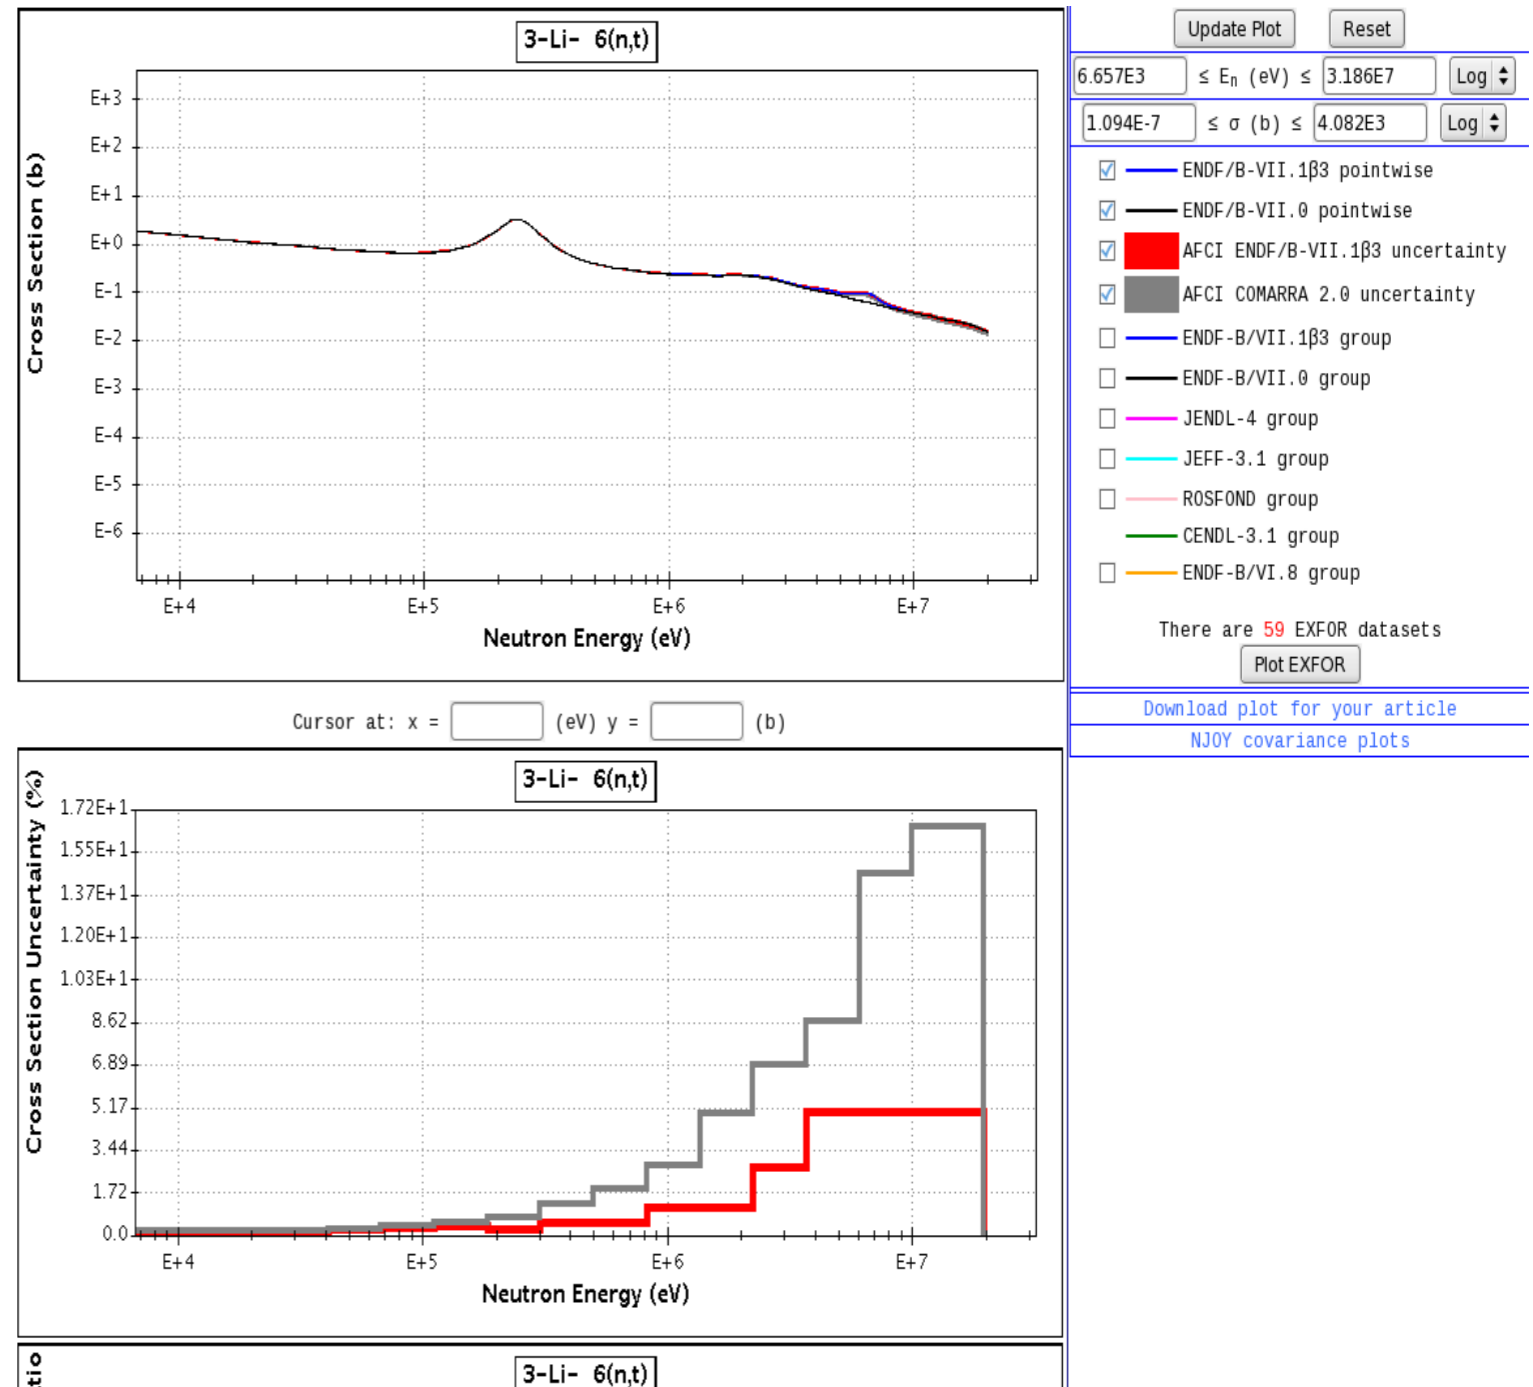 3-Li- 6(n,t)
Cross Section (b)
E+3
E+2
E+1
E+0
E-1
E-2
E-3
E-4
E-5
E-6
E+4 E+5 E+6 E+7
Neutron Energy (eV)
Update Plot Reset
6.657E3 ≤ En (eV) ≤ 3.186E7 Log
1.094E-7 ≤ σ (b) ≤ 4.082E3 Log
ENDF/B-VII.1β3 pointwise
ENDF/B-VII.0 pointwise
AFCI ENDF/B-VII.1β3 uncertainty
AFCI COMARRA 2.0 uncertainty
ENDF-B/VII.1β3 group
ENDF-B/VII.0 group
JENDL-4 group
JEFF-3.1 group
ROSFOND group
CENDL-3.1 group
ENDF-B/VI.8 group
There are 59 EXFOR datasets
Plot EXFOR
Download plot for your article
NJOY covariance plots
Cursor at: x = (eV) y = (b)
3-Li- 6(n,t)
Cross Section Uncertainty (%)
1.72E+1
1.55E+1
1.37E+1
1.20E+1
1.03E+1
8.62
6.89
5.17
3.44
1.72
0.0
E+4 E+5 E+6 E+7
Neutron Energy (eV)
3-Li- 6(n,t)